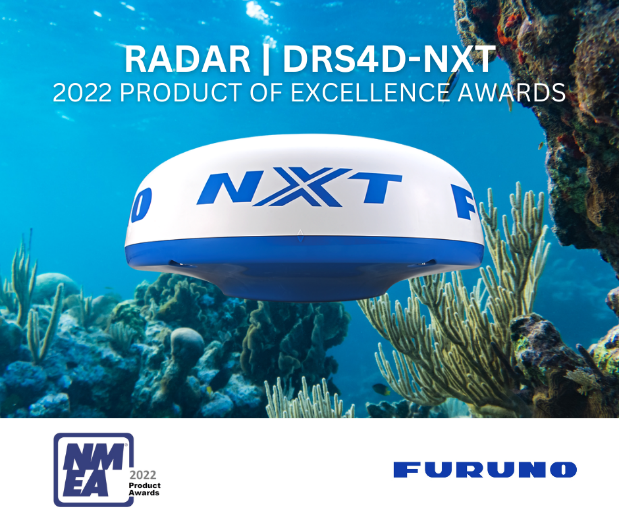 RADAR | DRS4D-NXT
2022 PRODUCT OF EXCELLENCE AWARDS
O NXT F
NM
EA
2022
Product
Awards
FURUNO